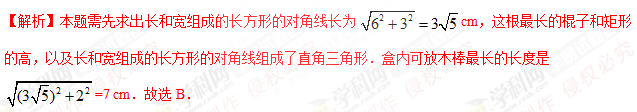 【解析】本题需先求出长和宽组成的长方形的对角线长为 √(6²+3²) = 3√5 cm，这根最长的棍子和矩形
的高，以及长和宽组成的长方形的对角线组成了直角三角形．盒内可放木棒最长的长度是
√((3√5)²+2²) =7 cm．故选 B．